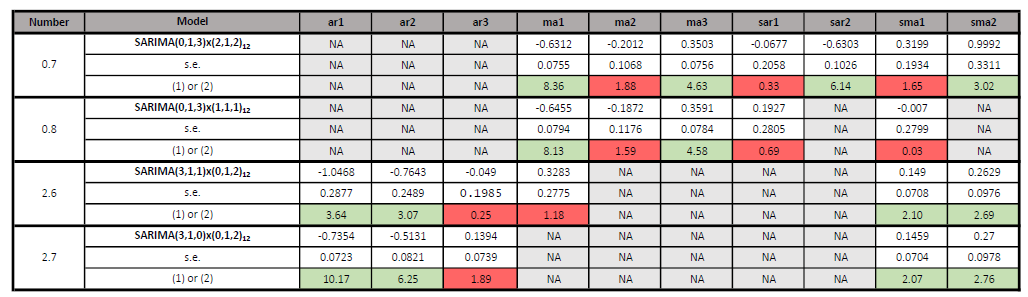 Number Model ar1 ar2 ar3 ma1 ma2 ma3 sar1 sar2 sma1 sma2
SARIMA(0,1,3)x(2,1,2)12 NA NA NA -0.6312 -0.2012 0.3503 -0.0677 -0.6303 0.3199 0.9992
0.7 s.e. NA NA NA 0.0755 0.1068 0.0756 0.2058 0.1026 0.1934 0.3311
(1) or (2) NA NA NA 8.36 1.88 4.63 0.33 6.14 1.65 3.02
SARIMA(0,1,3)x(1,1,1)12 NA NA NA -0.6455 -0.1872 0.3591 0.1927 NA -0.007 NA
0.8 s.e. NA NA NA 0.0794 0.1176 0.0784 0.2805 NA 0.2799 NA
(1) or (2) NA NA NA 8.13 1.59 4.58 0.69 NA 0.03 NA
SARIMA(3,1,1)x(0,1,2)12 -1.0468 -0.7643 -0.049 0.3283 NA NA NA NA 0.149 0.2629
2.6 s.e. 0.2877 0.2489 0.1985 0.2775 NA NA NA NA 0.0708 0.0976
(1) or (2) 3.64 3.07 0.25 1.18 NA NA NA NA 2.10 2.69
SARIMA(3,1,0)x(0,1,2)12 -0.7354 -0.5131 0.1394 NA NA NA NA NA 0.1459 0.27
2.7 s.e. 0.0723 0.0821 0.0739 NA NA NA NA NA 0.0704 0.0978
(1) or (2) 10.17 6.25 1.89 NA NA NA NA NA 2.07 2.76